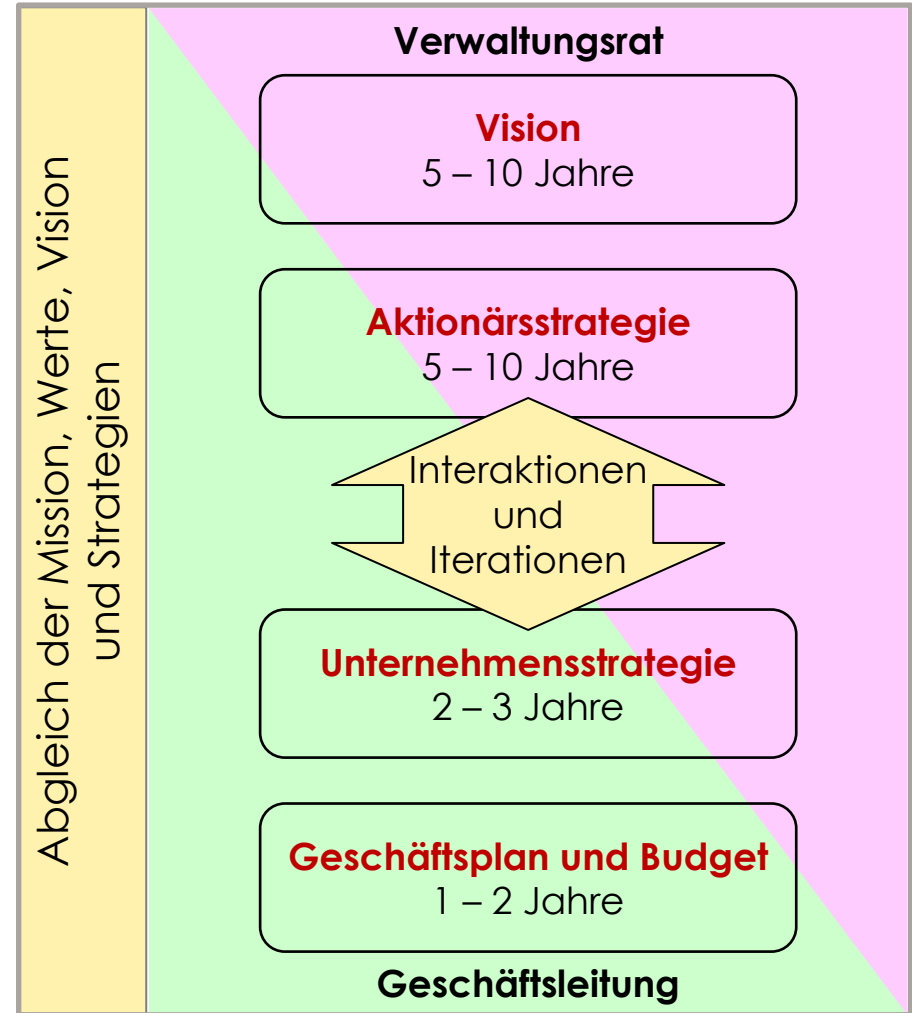 Abgleich der Mission, Werte, Vision
und Strategien
Verwaltungsrat
Vision
5 – 10 Jahre
Aktionärsstrategie
5 – 10 Jahre
Interaktionen
und
Iterationen
Unternehmensstrategie
2 – 3 Jahre
Geschäftsplan und Budget
1 – 2 Jahre
Geschäftsleitung